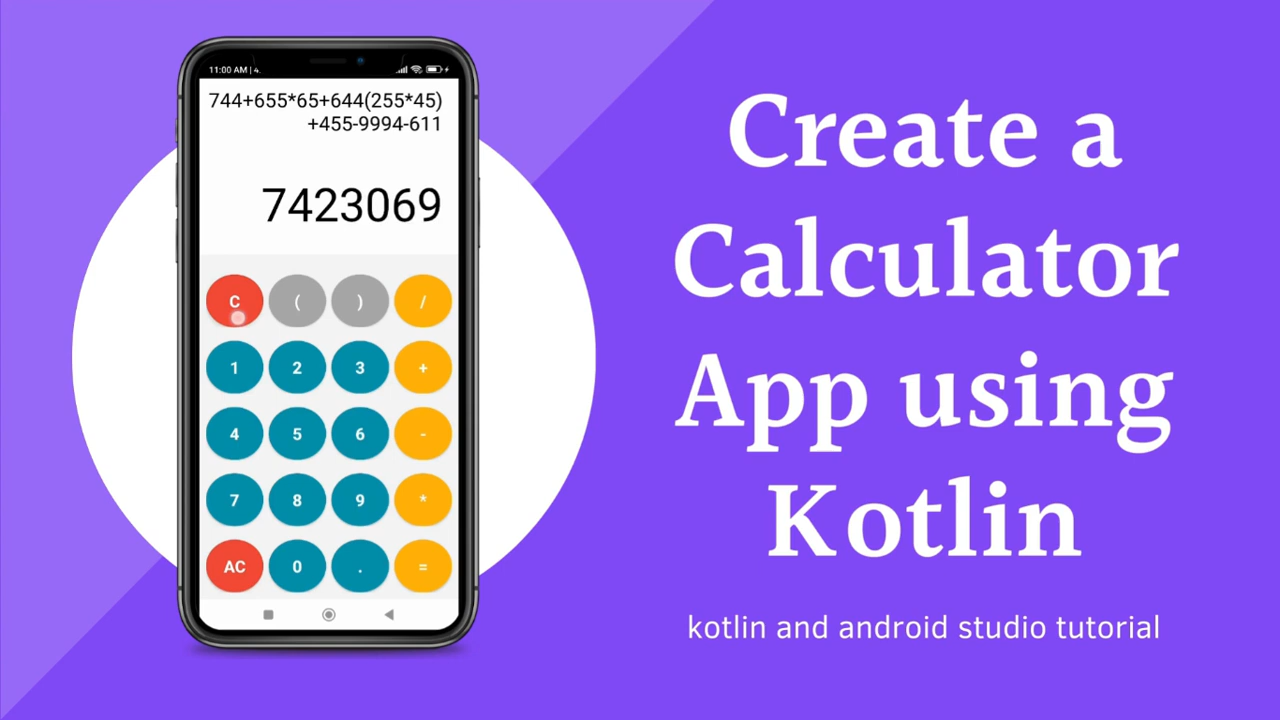 11:00 AM | 4.
744+655*65+644(255*45)
+455-9994-611
7423069
C ( ) /
1 2 3 +
4 5 6 -
7 8 9 *
AC 0 . =
Create a
Calculator
App using
Kotlin
kotlin and android studio tutorial